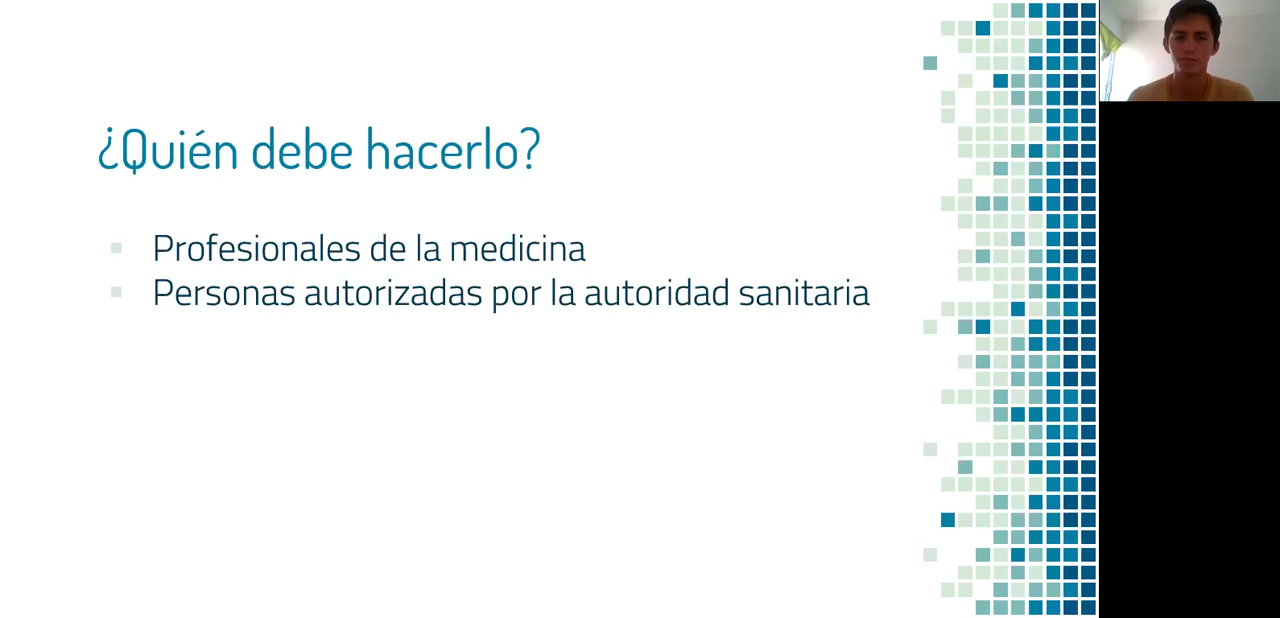 ¿Quién debe hacerlo?
Profesionales de la medicina
Personas autorizadas por la autoridad sanitaria